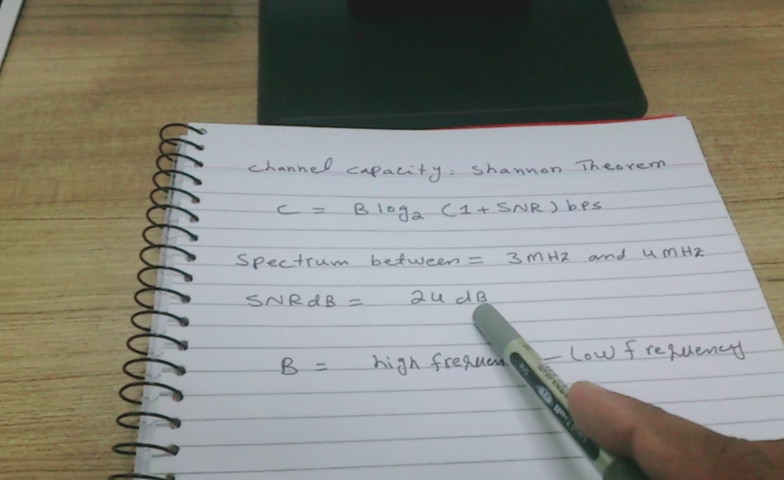 Channel capacity: Shannon Theorem
C = B log2 (1+SNR) bps
Spectrum between = 3 MHz and 4 MHz
SNRdB = 24 dB
B = high frequen — Low frequency